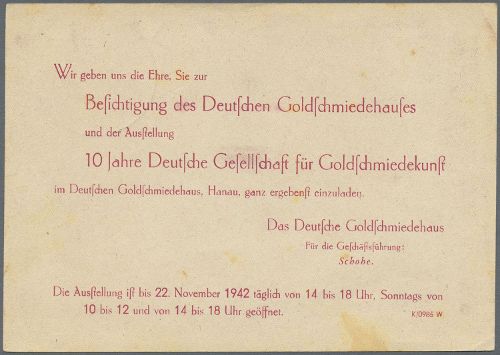 Wir geben uns die Ehre, Sie zur
Beſichtigung des Deutſchen Goldſchmiedehauſes
und der Ausſtellung
10 Jahre Deutſche Geſellſchaft für Goldſchmiedekunſt
im Deutſchen Goldſchmiedehaus, Hanau, ganz ergebenſt einzuladen.
Das Deutſche Goldſchmiedehaus
Für die Geſchäftsführung:
Schohe.
Die Ausſtellung iſt bis 22. November 1942 täglich von 14 bis 18 Uhr, Sonntags von
10 bis 12 und von 14 bis 18 Uhr geöffnet.
K/0986 W